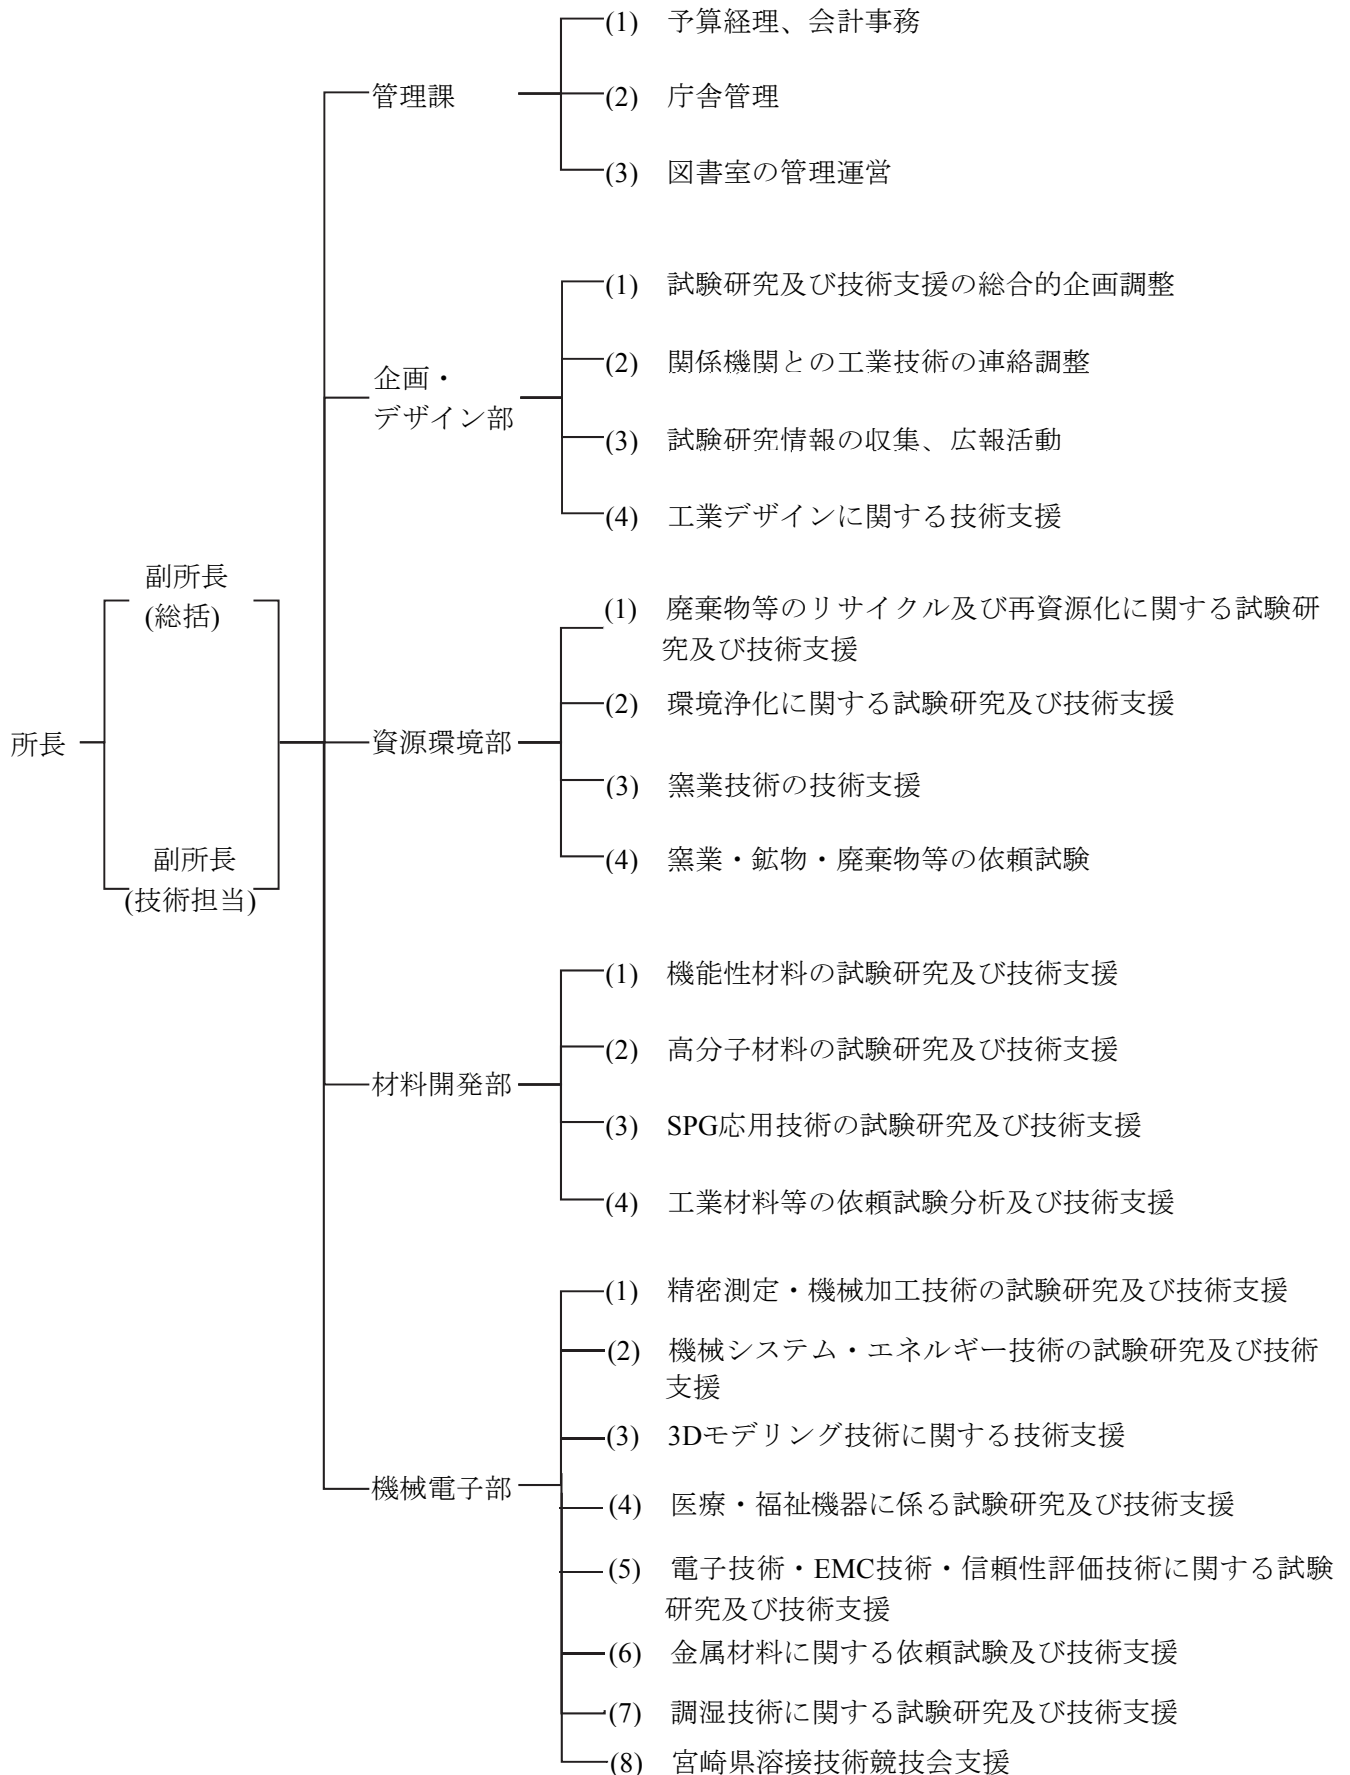 所長
副所長
(総括)
副所長
(技術担当)
管理課
(1) 予算経理、会計事務
(2) 庁舎管理
(3) 図書室の管理運営
企画・
デザイン部
(1) 試験研究及び技術支援の総合的企画調整
(2) 関係機関との工業技術の連絡調整
(3) 試験研究情報の収集、広報活動
(4) 工業デザインに関する技術支援
資源環境部
(1) 廃棄物等のリサイクル及び再資源化に関する試験研
究及び技術支援
(2) 環境浄化に関する試験研究及び技術支援
(3) 窯業技術の技術支援
(4) 窯業・鉱物・廃棄物等の依頼試験
材料開発部
(1) 機能性材料の試験研究及び技術支援
(2) 高分子材料の試験研究及び技術支援
(3) SPG応用技術の試験研究及び技術支援
(4) 工業材料等の依頼試験分析及び技術支援
機械電子部
(1) 精密測定・機械加工技術の試験研究及び技術支援
(2) 機械システム・エネルギー技術の試験研究及び技術
支援
(3) 3Dモデリング技術に関する技術支援
(4) 医療・福祉機器に係る試験研究及び技術支援
(5) 電子技術・EMC技術・信頼性評価技術に関する試験
研究及び技術支援
(6) 金属材料に関する依頼試験及び技術支援
(7) 調湿技術に関する試験研究及び技術支援
(8) 宮崎県溶接技術競技会支援